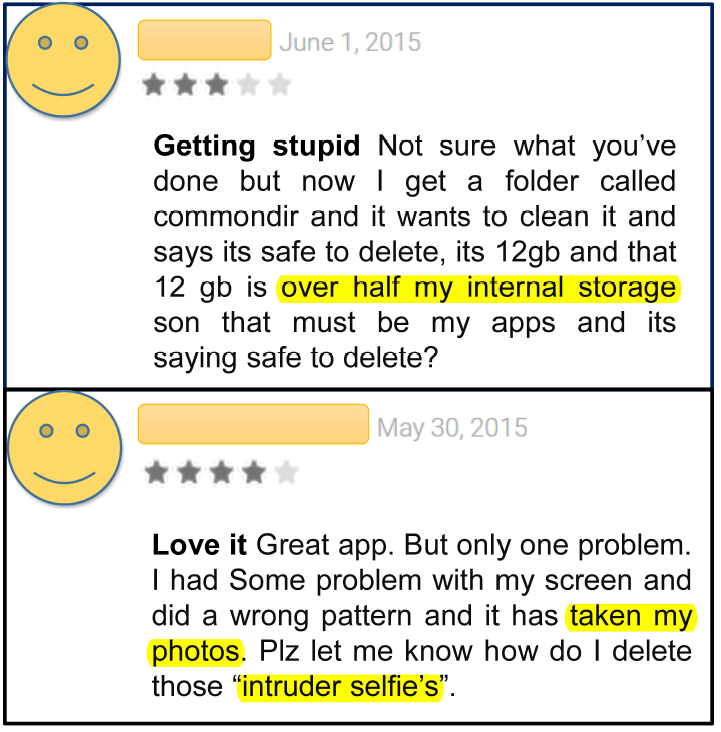 June 1, 2015
Getting stupid Not sure what you’ve
done but now I get a folder called
commondir and it wants to clean it and
says its safe to delete, its 12gb and that
12 gb is over half my internal storage
son that must be my apps and its
saying safe to delete?
May 30, 2015
Love it Great app. But only one problem.
I had Some problem with my screen and
did a wrong pattern and it has taken my
photos. Plz let me know how do I delete
those “intruder selfie’s”.